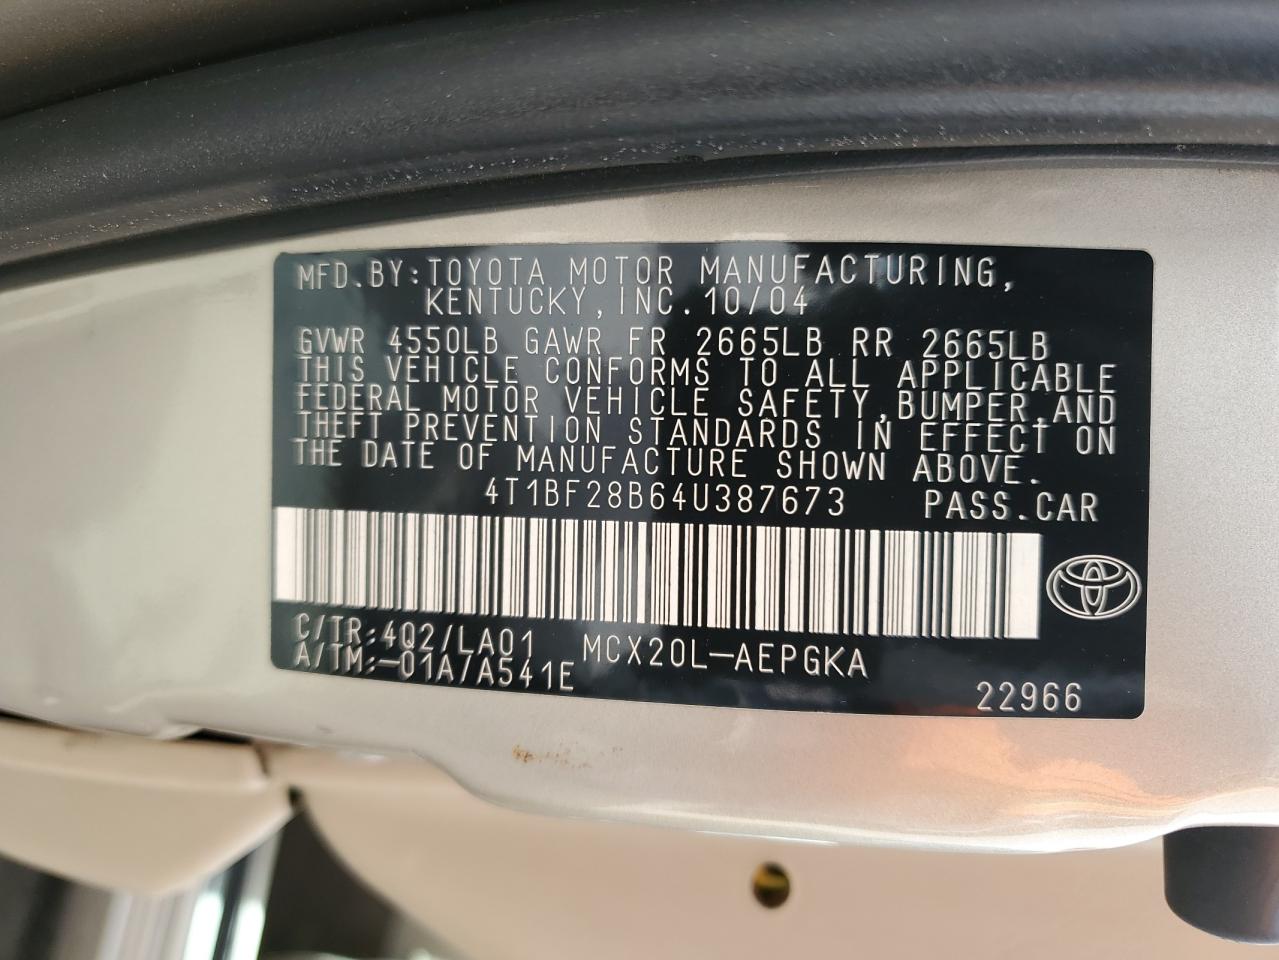 MFD.BY:TOYOTA MOTOR MANUFACTURING,
KENTUCKY,INC.10/04
GVWR 4550LB GAWR FR 2665LB RR 2665LB
THIS VEHICLE CONFORMS TO ALL APPLICABLE
FEDERAL MOTOR VEHICLE SAFETY,BUMPER,AND
THEFT PREVENTION STANDARDS IN EFFECT ON
THE DATE OF MANUFACTURE SHOWN ABOVE.
4T1BF28B64U387673 PASS.CAR
C/TR:4Q2/LA01 MCX20L-AEPGKA
A/TM:-01A/A541E
22966